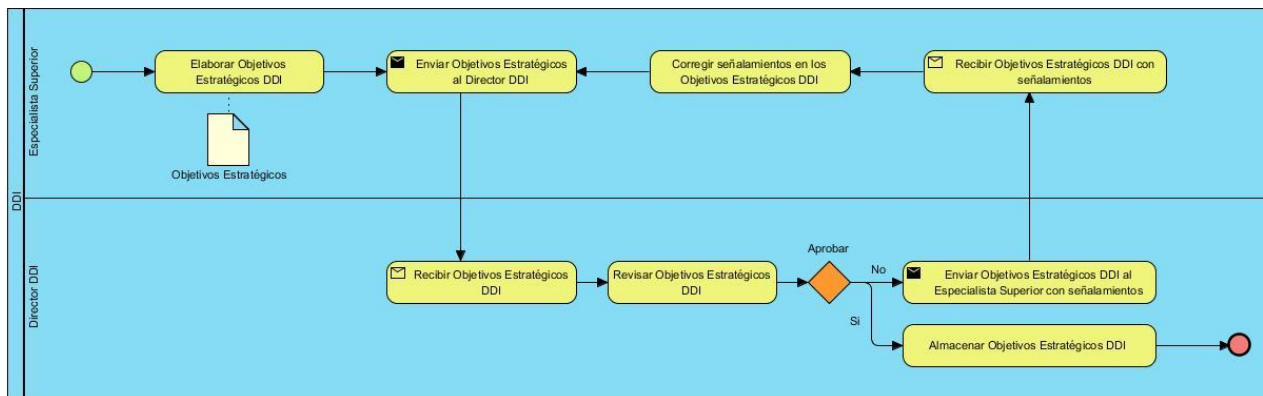 DDI
Especialista Superior
Elaborar Objetivos
Estratégicos DDI
Objetivos Estratégicos
Enviar Objetivos Estratégicos
al Director DDI
Corregir señalamientos en los
Objetivos Estratégicos DDI
Recibir Objetivos Estratégicos DDI con
señalamientos
Director DDI
Recibir Objetivos Estratégicos
DDI
Revisar Objetivos Estratégicos
DDI
Aprobar
No
Enviar Objetivos Estratégicos DDI al
Especialista Superior con señalamientos
Si
Almacenar Objetivos Estratégicos DDI